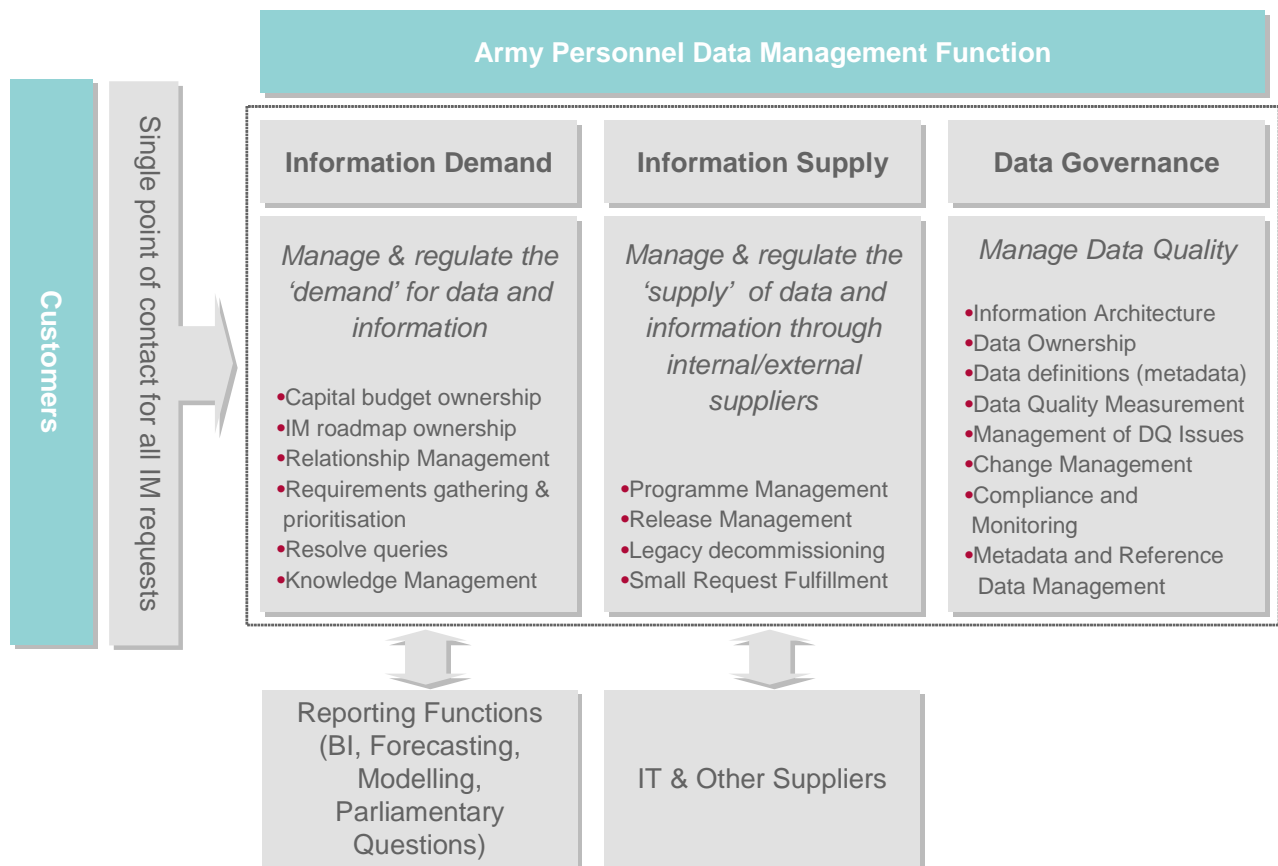 Army Personnel Data Management Function
Customers
Single point of contact for all IM requests
Information Demand
Manage & regulate the
‘demand’ for data and
information
•Capital budget ownership
•IM roadmap ownership
•Relationship Management
•Requirements gathering &
prioritisation
•Resolve queries
•Knowledge Management
Information Supply
Manage & regulate the
‘supply’ of data and
information through
internal/external
suppliers
•Programme Management
•Release Management
•Legacy decommissioning
•Small Request Fulfillment
Data Governance
Manage Data Quality
•Information Architecture
•Data Ownership
•Data definitions (metadata)
•Data Quality Measurement
•Management of DQ Issues
•Change Management
•Compliance and
Monitoring
•Metadata and Reference
Data Management
Reporting Functions
(BI, Forecasting,
Modelling,
Parliamentary
Questions)
IT & Other Suppliers